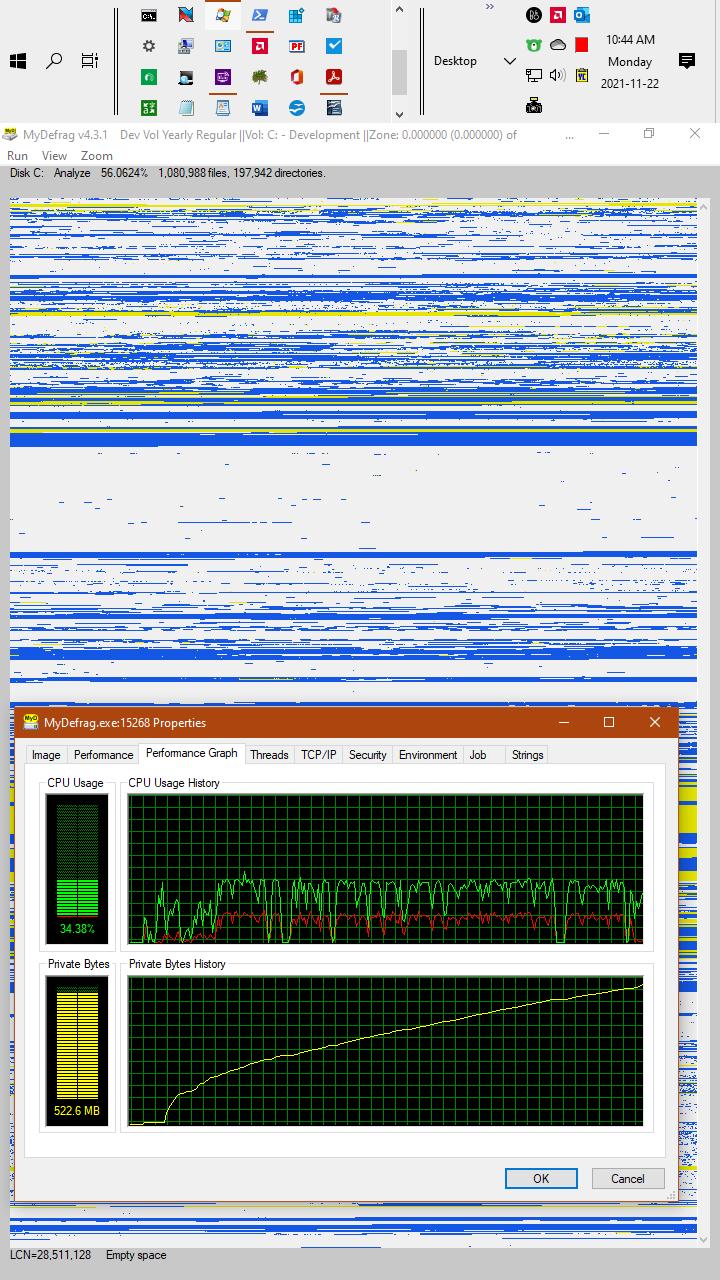 10:44 AM
Desktop
Monday
2021-11-22
MyDefrag v4.3.1 Dev Vol Yearly Regular ||Vol: C: - Development ||Zone: 0.000000 (0.000000) of ...
Run View Zoom
Disk C: Analyze 56.0624% 1,080,988 files, 197,942 directories.
MyDefrag.exe:15268 Properties
Image Performance Performance Graph Threads TCP/IP Security Environment Job Strings
CPU Usage CPU Usage History
34.38%
Private Bytes Private Bytes History
522.6 MB
OK Cancel
LCN=28,511,128 Empty space